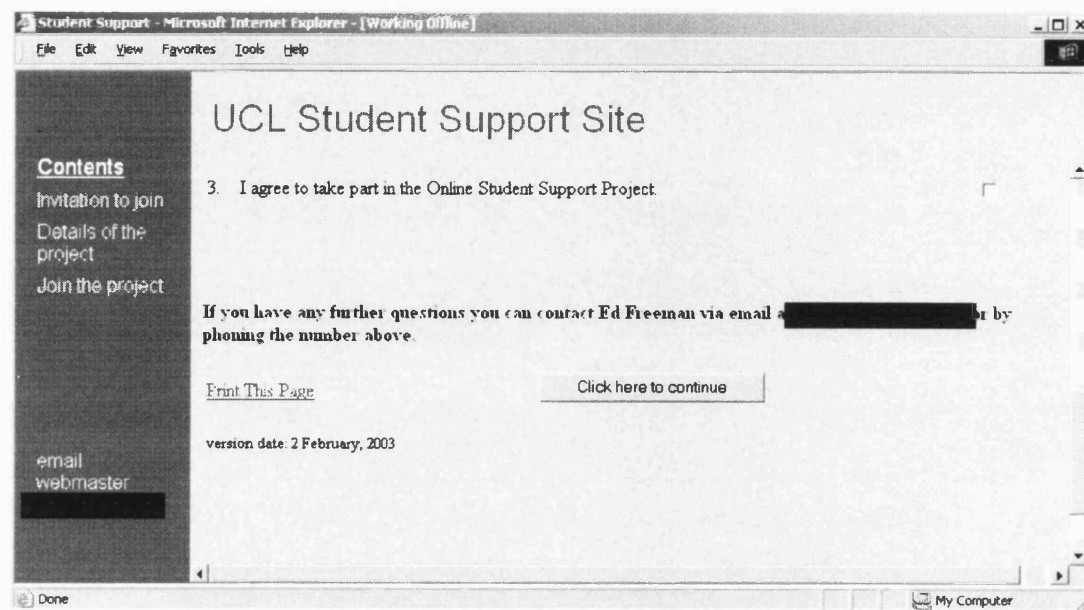 Student Support - Microsoft Internet Explorer - [Working Offline]
File Edit View Favorites Tools Help
UCL Student Support Site
Contents
Invitation to join
Details of the
project
Join the project
email
webmaster
3. I agree to take part in the Online Student Support Project.
If you have any further questions you can contact Ed Freeman via email a r by
phoning the number above.
Print This Page
Click here to continue
version date: 2 February, 2003
Done
My Computer